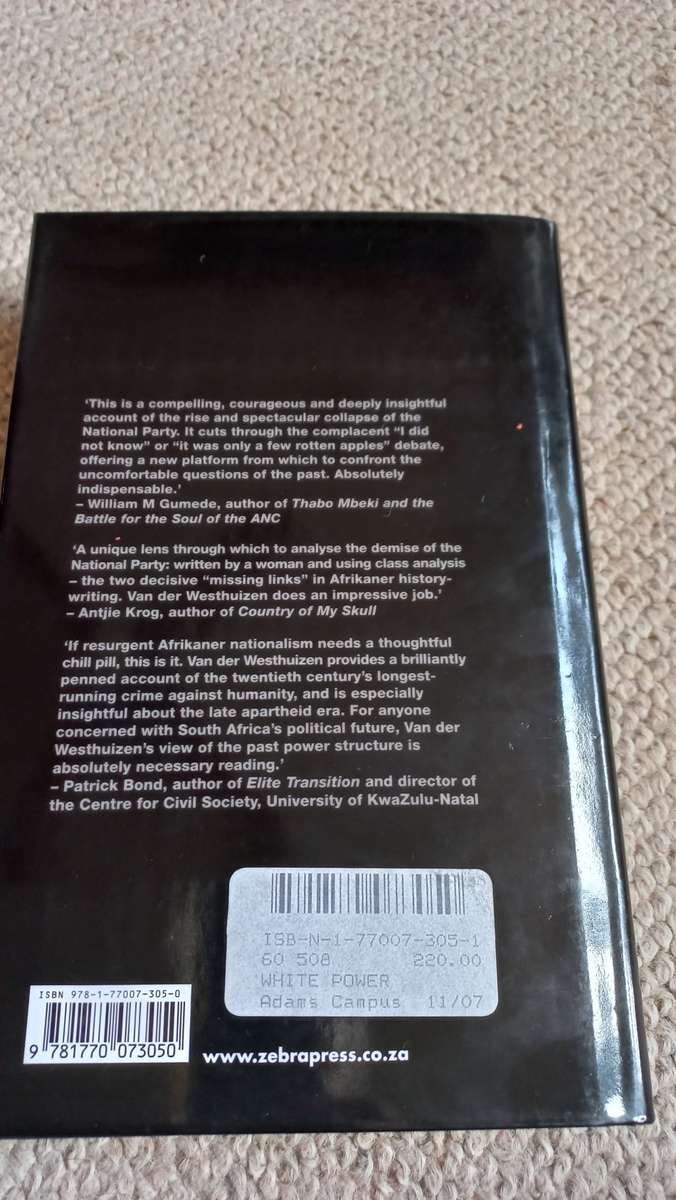 ‘This is a compelling, courageous and deeply insightful
account of the rise and spectacular collapse of the
National Party. It cuts through the complacent “I did
not know” or “it was only a few rotten apples” debate,
offering a new platform from which to confront the
uncomfortable questions of the past. Absolutely
indispensable.’
– William M Gumede, author of Thabo Mbeki and the
Battle for the Soul of the ANC
‘A unique lens through which to analyse the demise of the
National Party: written by a woman and using class analysis
– the two decisive “missing links” in Afrikaner history-
writing. Van der Westhuizen does an impressive job.’
– Antjie Krog, author of Country of My Skull
‘If resurgent Afrikaner nationalism needs a thoughtful
chill pill, this is it. Van der Westhuizen provides a brilliantly
penned account of the twentieth century’s longest-
running crime against humanity, and is especially
insightful about the late apartheid era. For anyone
concerned with South Africa’s political future, Van der
Westhuizen’s view of the past power structure is
absolutely necessary reading.’
– Patrick Bond, author of Elite Transition and director of
the Centre for Civil Society, University of KwaZulu-Natal
ISB-N-1-77007-305-1
60 508 220.00
WHITE POWER
Adams Campus 11/07
ISBN 978-1-77007-305-0
9 781770 073050
www.zebrapress.co.za